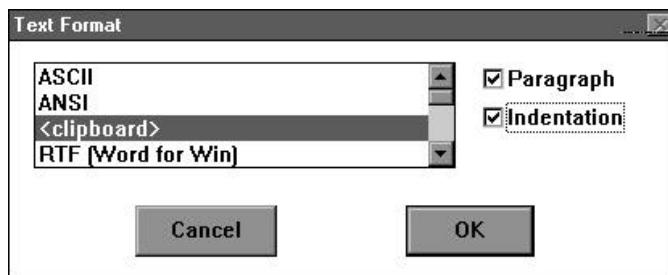 Text Format
ASCII
ANSI
<clipboard>
RTF (Word for Win)
Paragraph
Indentation
Cancel
OK